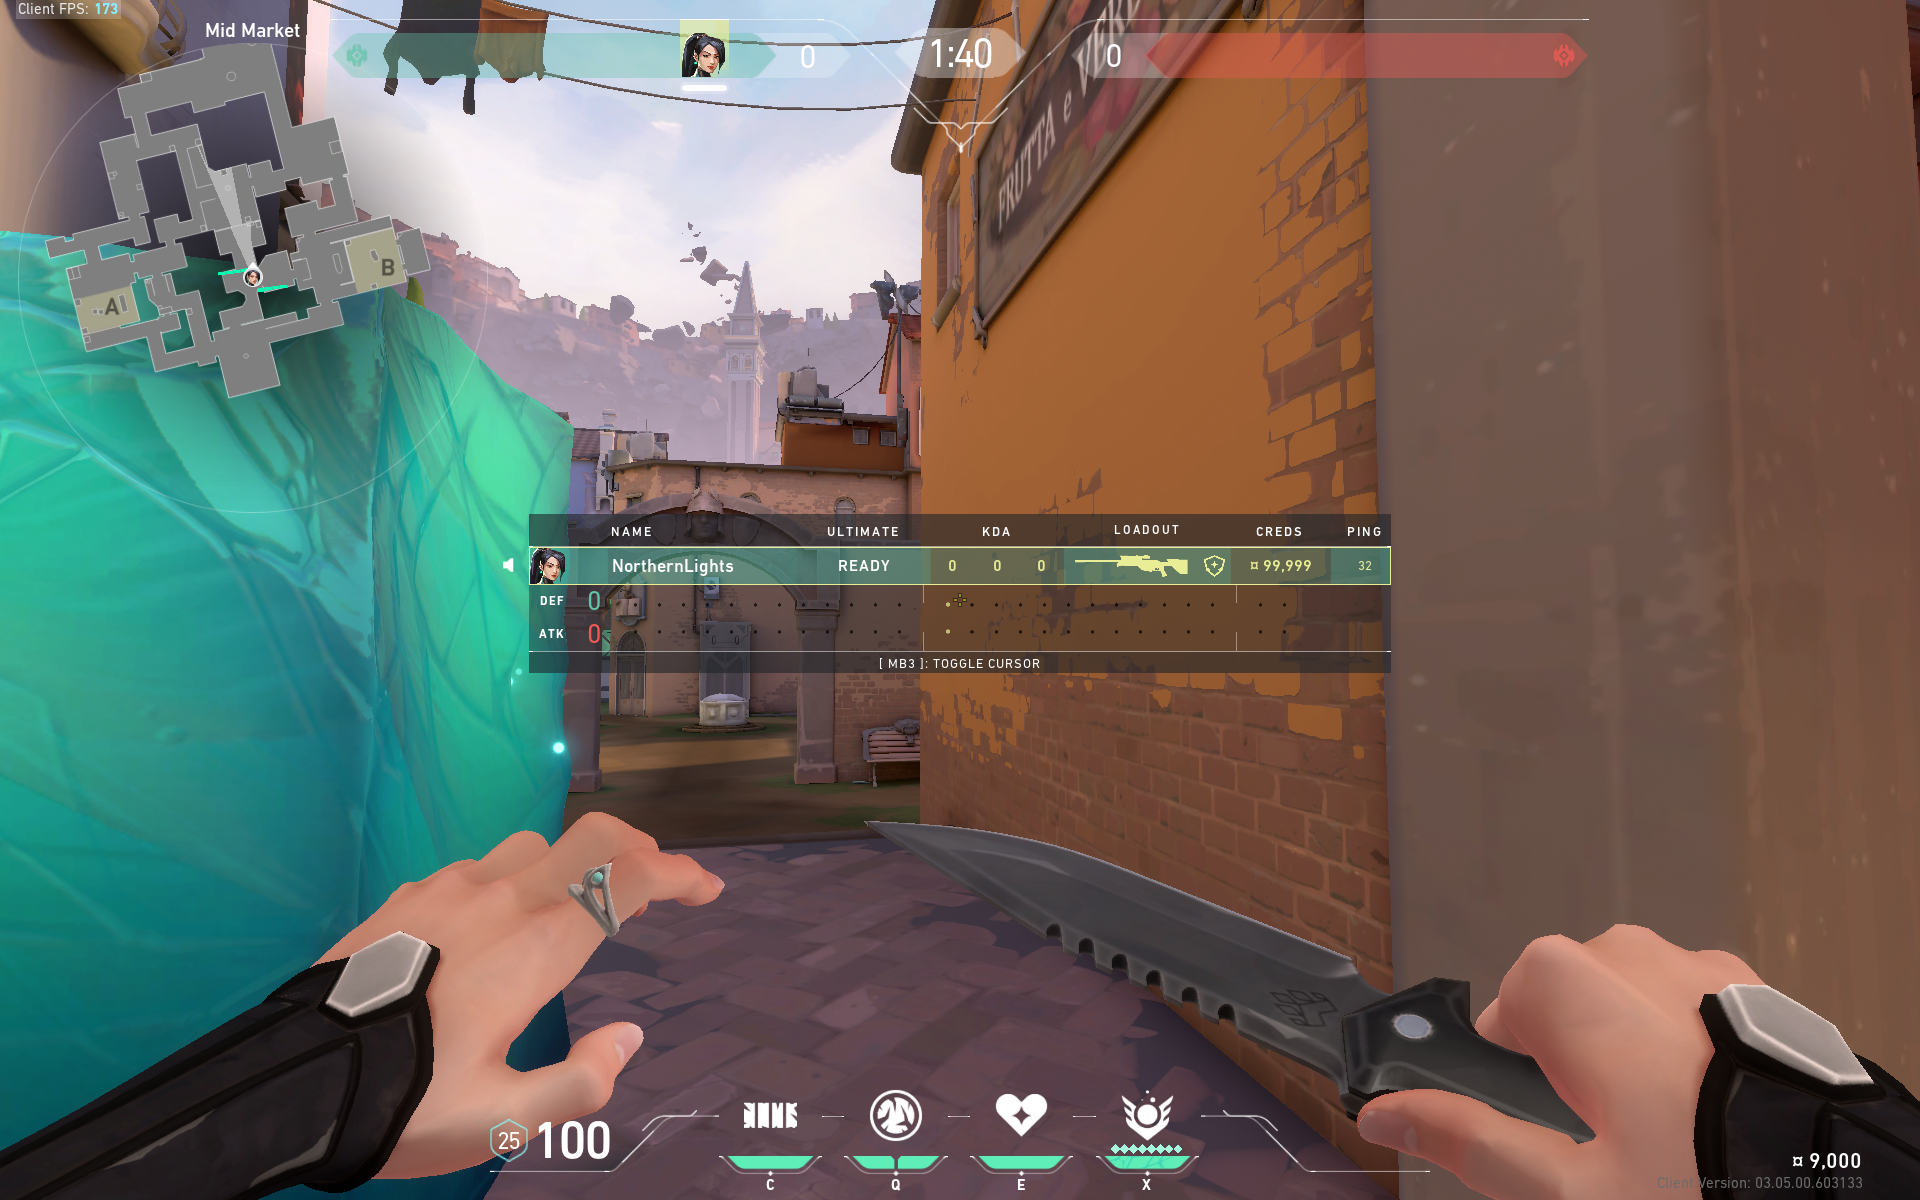 Client FPS: 173
Mid Market
0
1:40
0
FRUTTA e VERD
A
B
NAME ULTIMATE KDA LOADOUT CREDS PING
NorthernLights READY 0 0 0 ¤ 99,999 32
DEF 0
ATK 0
[ MB3 ]: TOGGLE CURSOR
25 100
C Q E X
¤ 9,000
Client Version: 03.05.00.603133